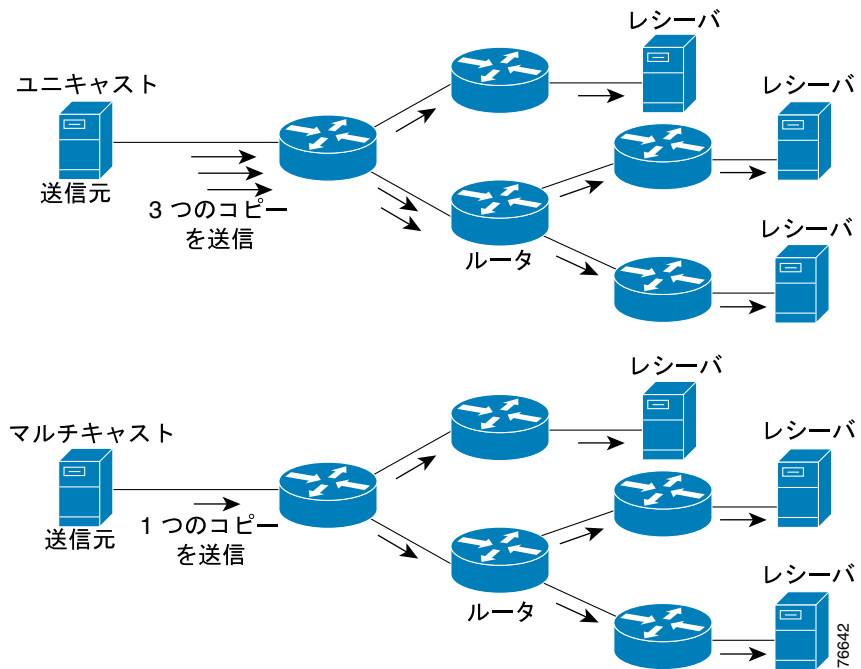 レシーバ
ユニキャスト
レシーバ
送信元
3 つのコピー
を送信
レシーバ
ルータ
レシーバ
マルチキャスト
レシーバ
送信元
1 つのコピー
を送信
レシーバ
ルータ
76642